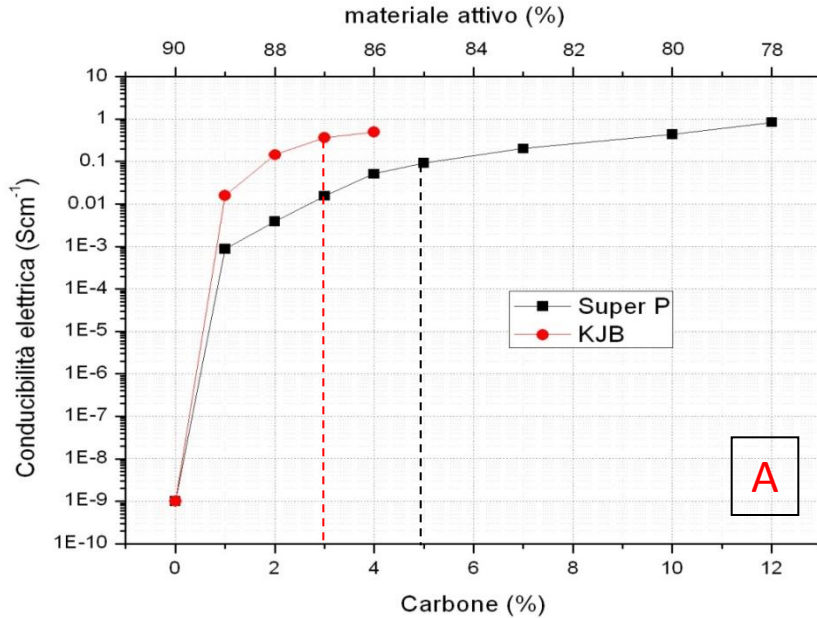 materiale attivo (%)
90 88 86 84 82 80 78
10
1
0.1
0.01
1E-3
1E-4
1E-5
1E-6
1E-7
1E-8
1E-9
1E-10
Conducibilità elettrica (Scm⁻¹)
Super P
KJB
A
0 2 4 6 8 10 12
Carbone (%)